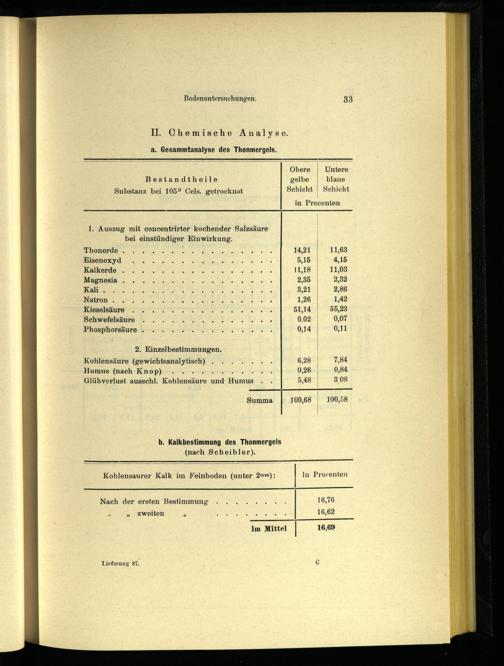 Bodenuntersuchungen. 33
II. Chemische Analyse.
a. Gesammtanalyse des Thonmergels.
Bestandtheile
Substanz bei 105° Cels. getrocknet
Obere gelbe Schicht
Untere blaue Schicht
in Procenten
1. Auszug mit concentrirter kochender Salzsäure
bei einstündiger Einwirkung.
Thonerde . . . 14,21 11,63
Eisenoxyd . . . 5,15 4,15
Kalkerde . . . 11,18 11,03
Magnesia . . . 2,35 2,32
Kali . . . 3,21 2,86
Natron . . . 1,26 1,42
Kieselsäure . . . 51,14 55,23
Schwefelsäure . . . 0.02 0,07
Phosphorsäure . . . 0,14 0,11
2. Einzelbestimmungen.
Kohlensäure (gewichtsanalytisch) . . . 6,28 7,84
Humus (nach Knop) . . . 0,26 0,84
Glühverlust ausschl. Kohlensäure und Humus . . 5,48 3 08
Summa 100,68 100,58
b. Kalkbestimmung des Thonmergels
(nach Scheibler).
Kohlensaurer Kalk im Feinboden (unter 2mm): In Procenten
Nach der ersten Bestimmung . . . 16,76
„ „ zweiten „ . . . 16,62
im Mittel 16,69
Lieferung 87. C